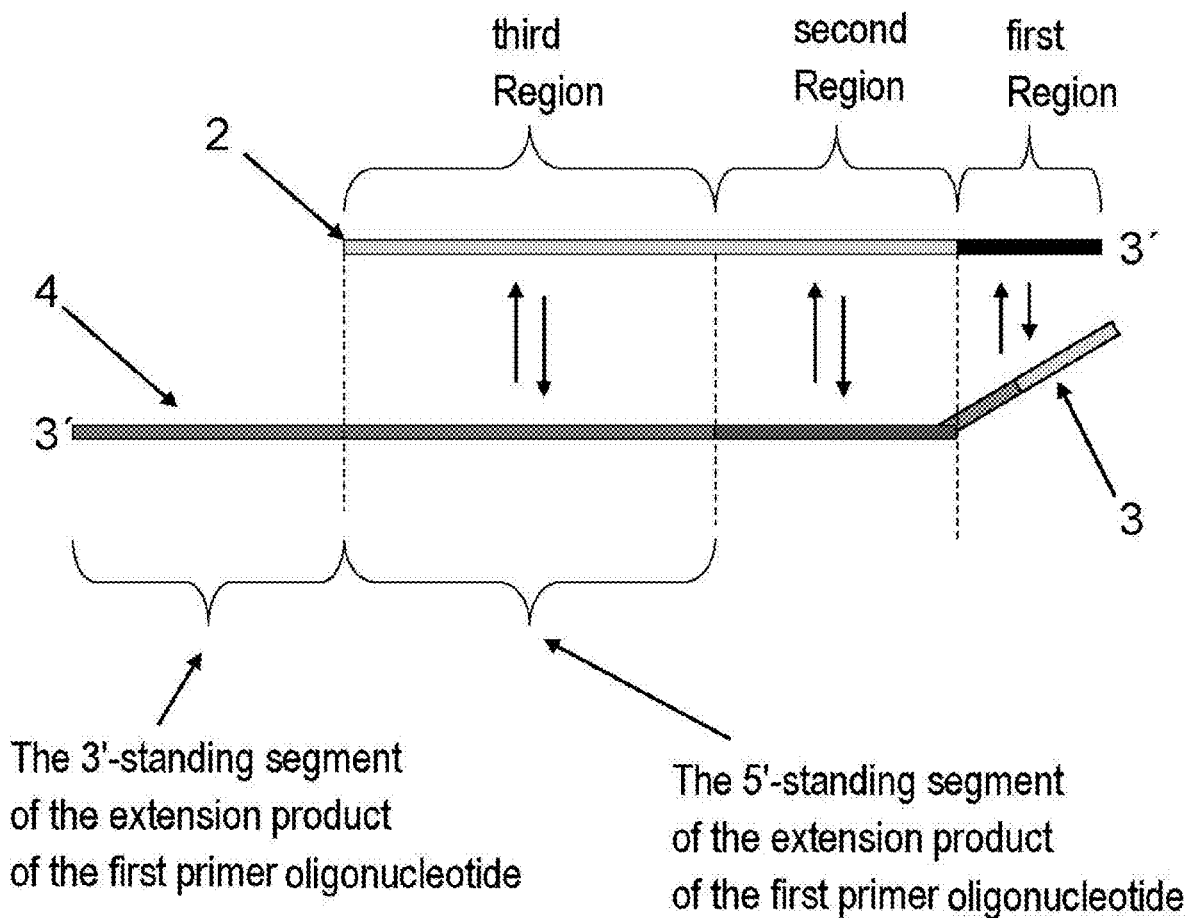 third
Region
second
Region
first
Region
2
3´
4
3´
3
The 3'-standing segment
of the extension product
of the first primer oligonucleotide
The 5'-standing segment
of the extension product
of the first primer oligonucleotide